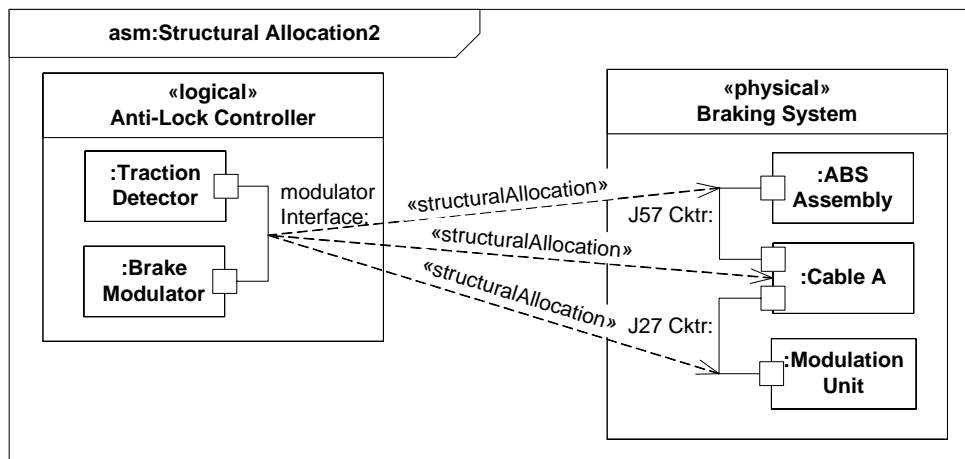 asm:Structural Allocation2
«logical»
Anti-Lock Controller
:Traction
Detector
:Brake
Modulator
modulator
Interface:
«structuralAllocation»
«structuralAllocation»
«structuralAllocation»
«physical»
Braking System
:ABS
Assembly
J57 Cktr:
:Cable A
J27 Cktr:
:Modulation
Unit